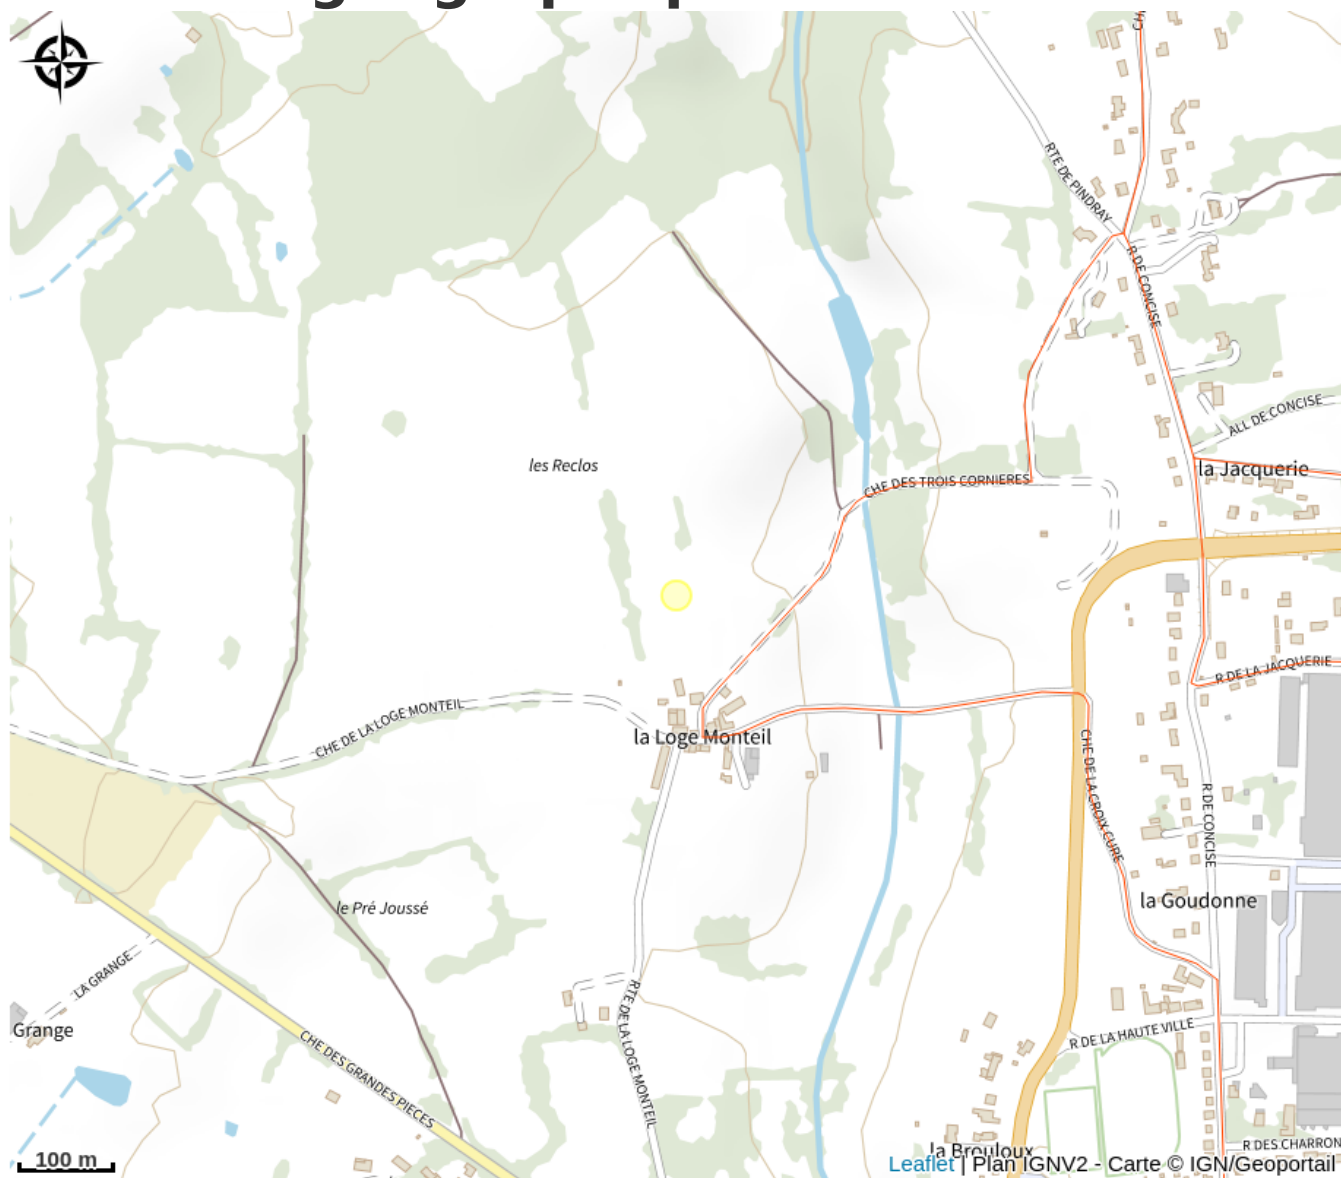 CH
RTE DE PINDRAY
R DE CONCISE
ALL DE CONCISE
les Reclos
la Jacquerie
CHE DES TROIS CORNIERES
R DE LA JACQUERIE
CHE DE LA LOGE MONTEIL
la Loge Monteil
CHE DE LA CROIX CURE
R DE CONCISE
la Goudonne
le Pré Joussé
LA GRANGE
Grange
RTE DE LA LOGE MONTEIL
R DE LA HAUTE VILLE
CHE DES GRANDES PIECES
R DES CHARRON
la Brouloux
100 m
Leaflet | Plan IGNV2 - Carte © IGN/Geoportail